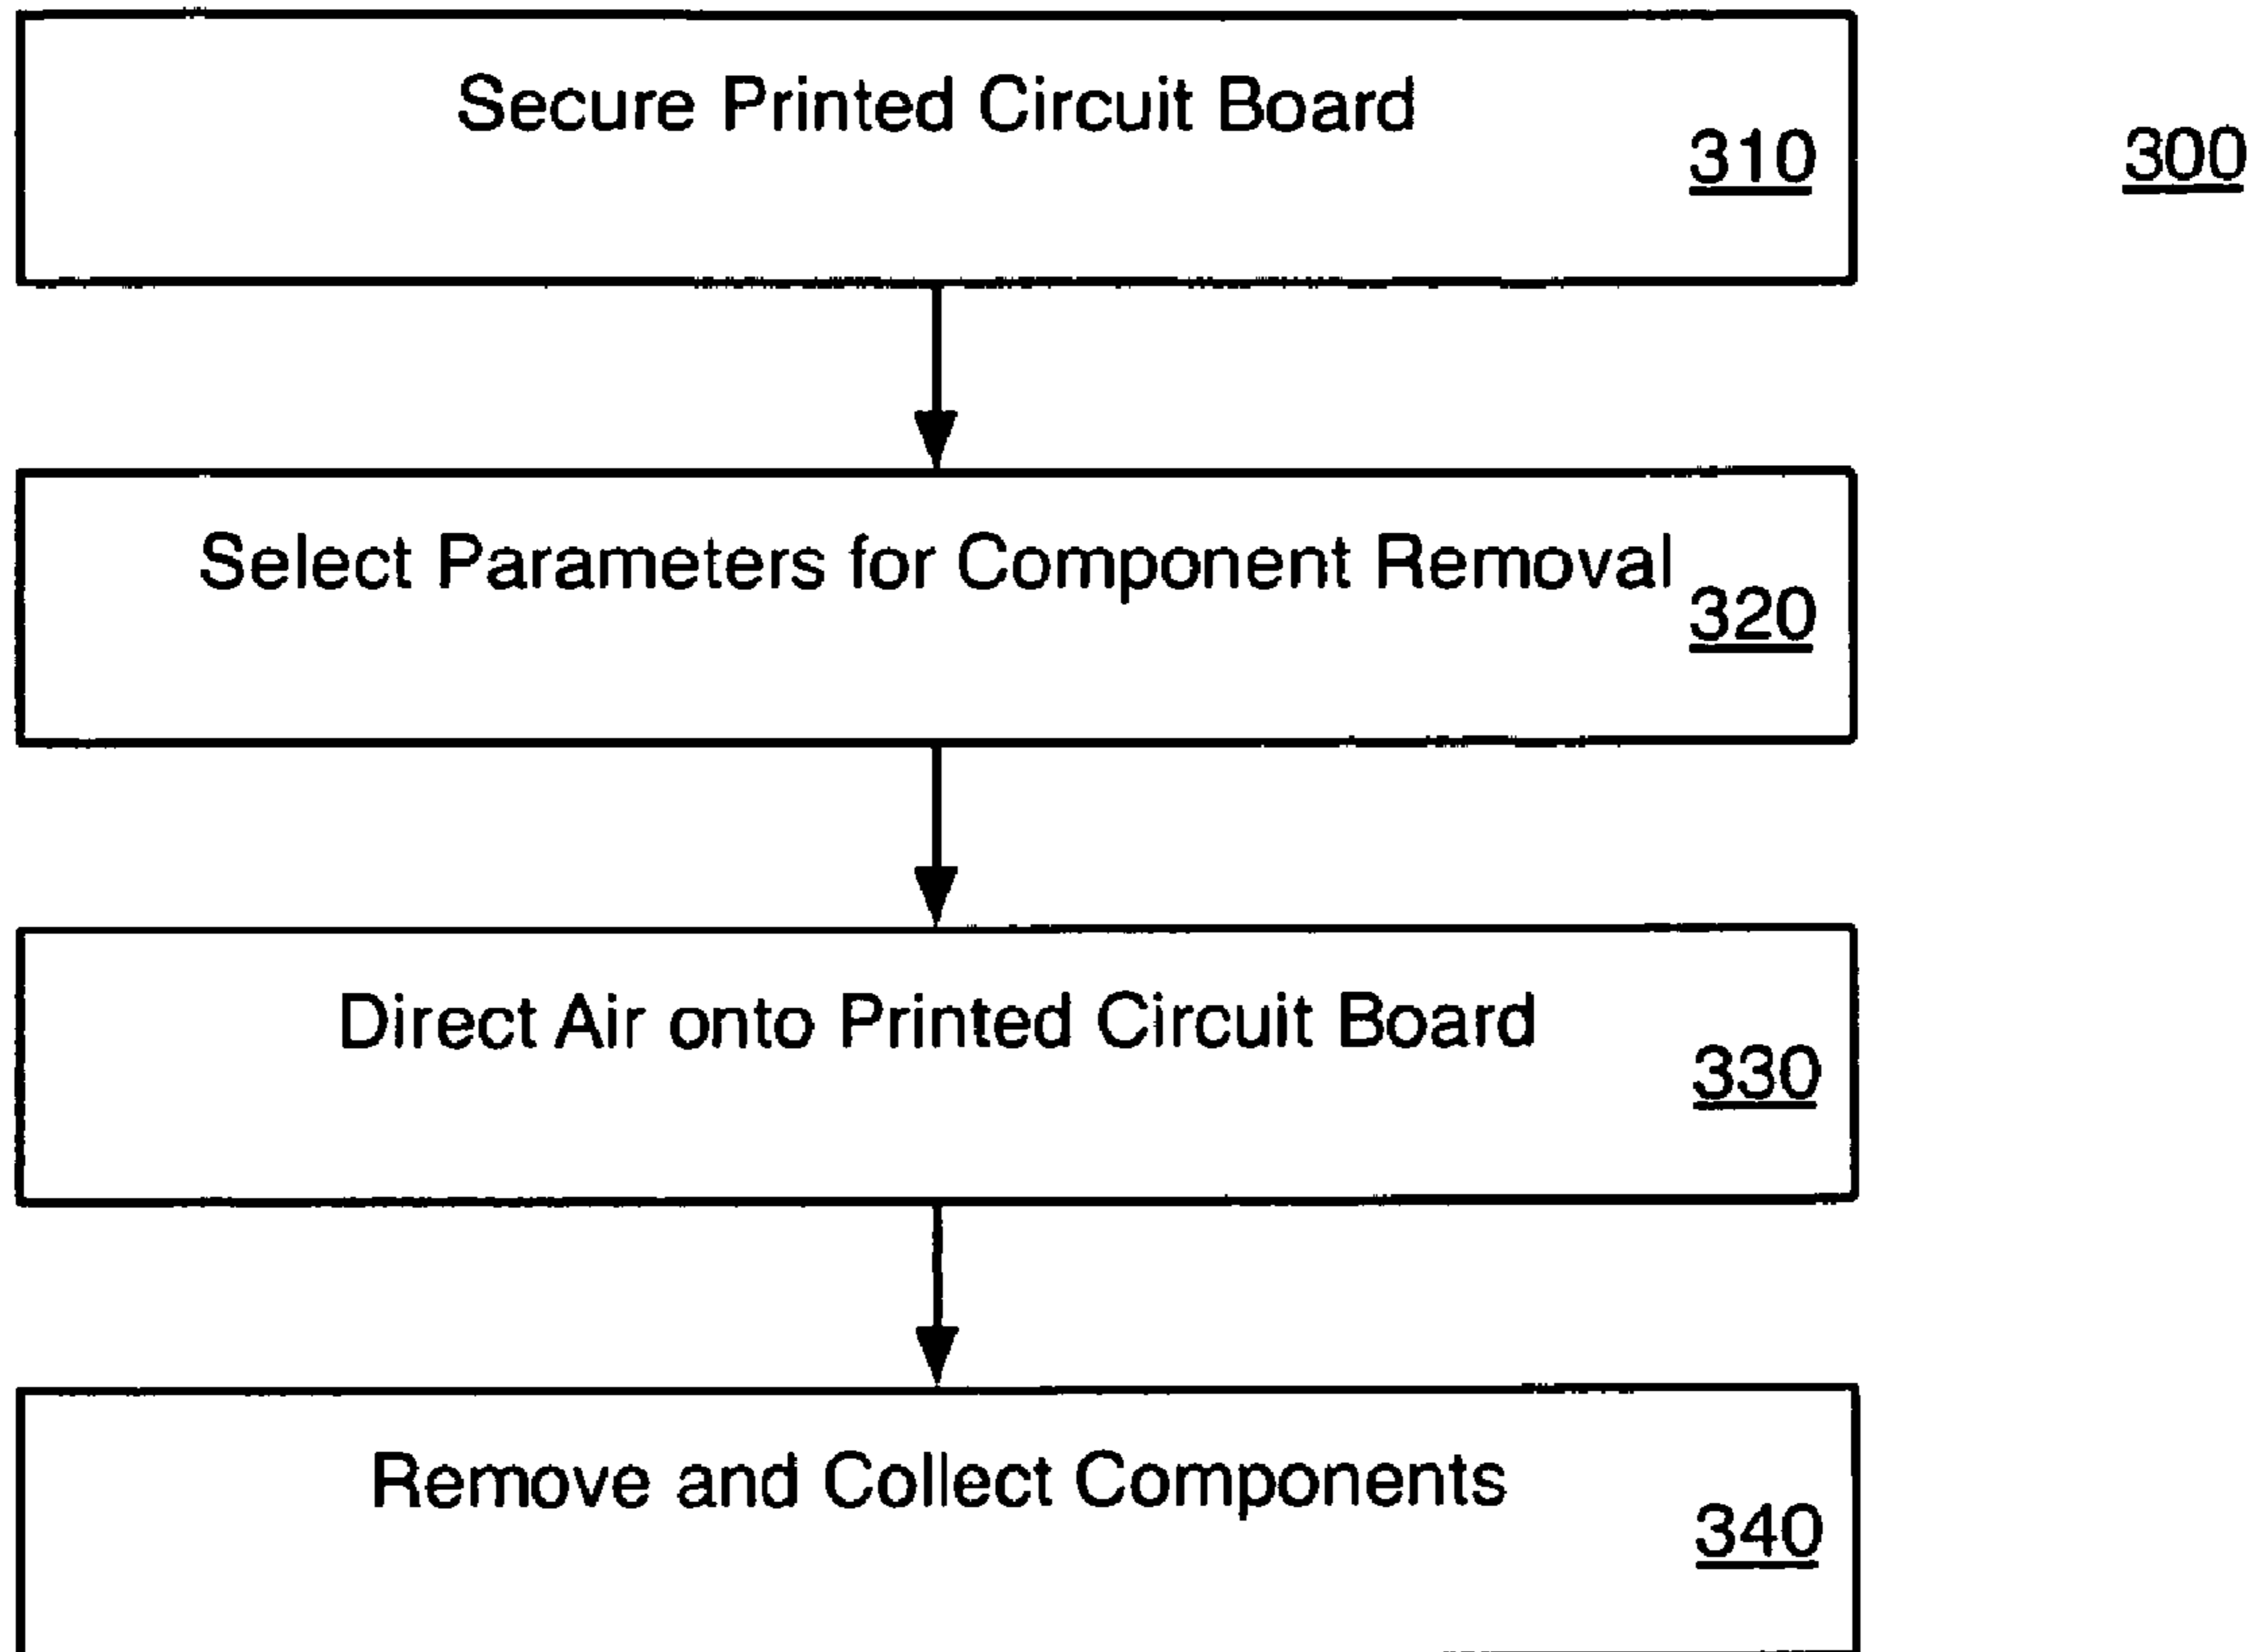 Secure Printed Circuit Board
310
300
Select Parameters for Component Removal
320
Direct Air onto Printed Circuit Board
330
Remove and Collect Components
340